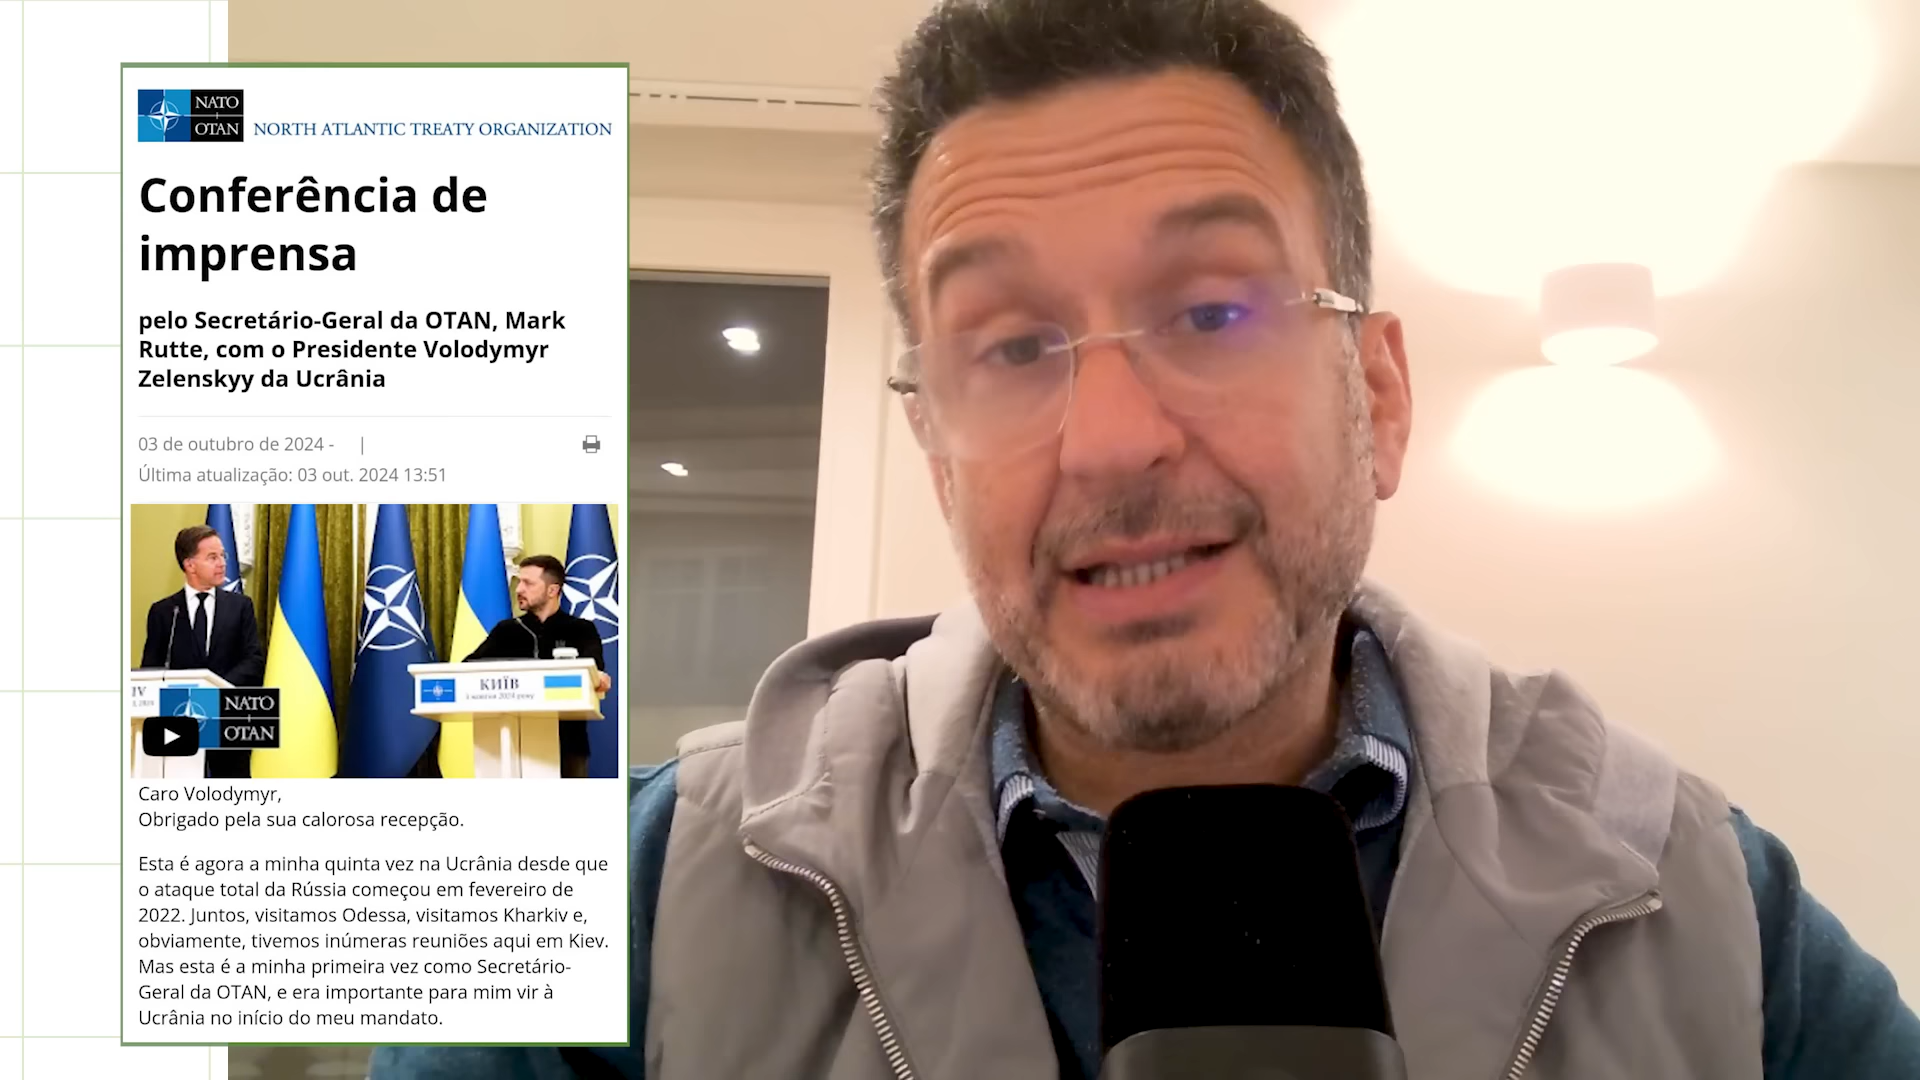 NATO
OTAN
NORTH ATLANTIC TREATY ORGANIZATION
Conferência de
imprensa
pelo Secretário-Geral da OTAN, Mark
Rutte, com o Presidente Volodymyr
Zelenskyy da Ucrânia
03 de outubro de 2024 - |
Última atualização: 03 out. 2024 13:51
КИЇВ
IV
NATO
OTAN
Caro Volodymyr,
Obrigado pela sua calorosa recepção.
Esta é agora a minha quinta vez na Ucrânia desde que
o ataque total da Rússia começou em fevereiro de
2022. Juntos, visitamos Odessa, visitamos Kharkiv e,
obviamente, tivemos inúmeras reuniões aqui em Kiev.
Mas esta é a minha primeira vez como Secretário-
Geral da OTAN, e era importante para mim vir à
Ucrânia no início do meu mandato.